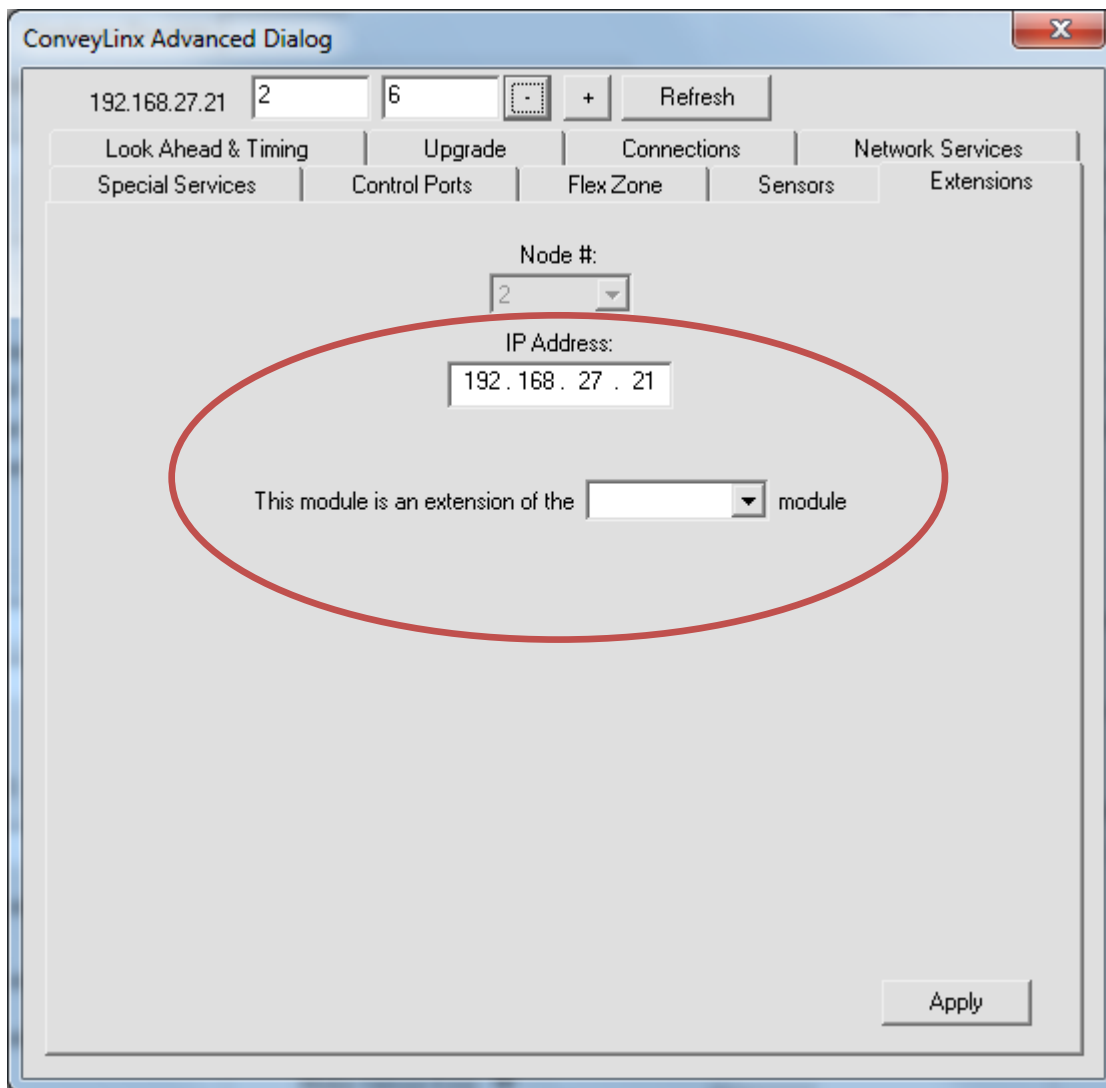 ConveyLinx Advanced Dialog
192.168.27.21 2 6 - + Refresh
Look Ahead & Timing Upgrade Connections Network Services
Special Services Control Ports Flex Zone Sensors Extensions
Node #:
2
IP Address:
192 . 168 . 27 . 21
This module is an extension of the module
Apply